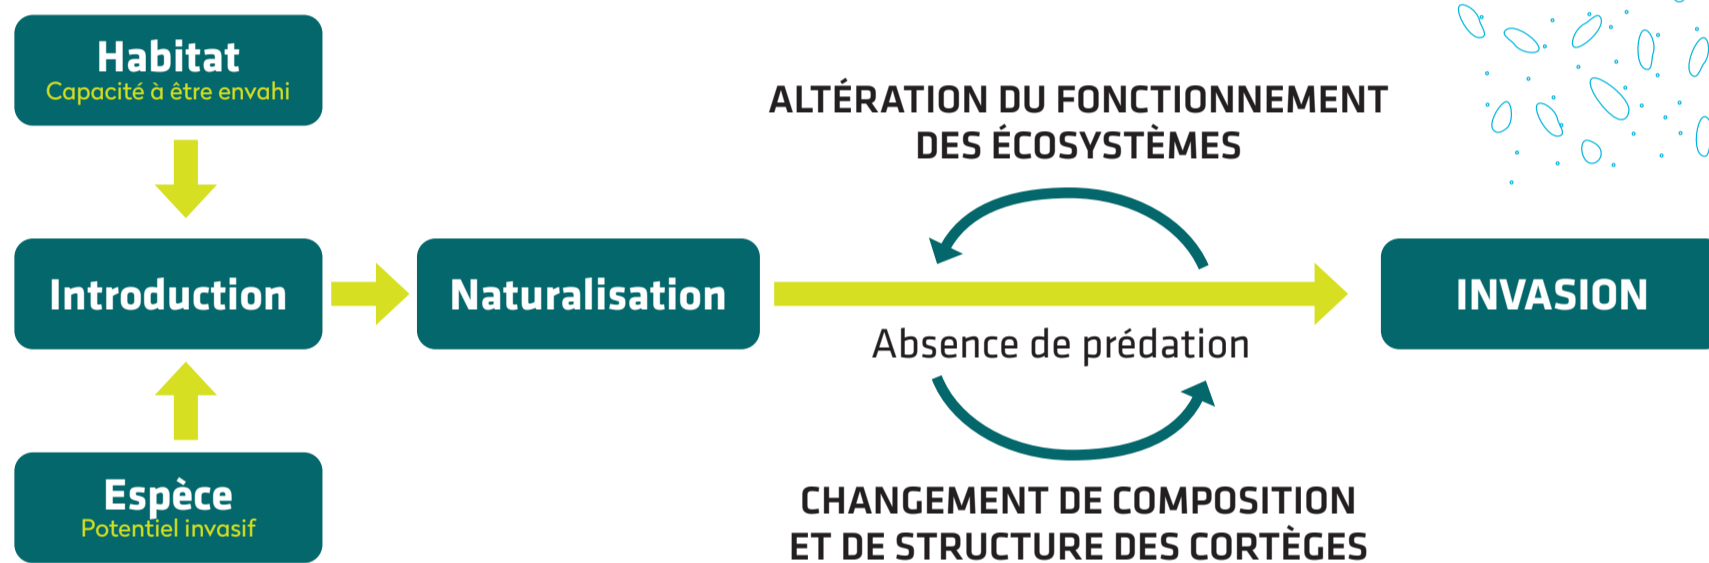 Habitat
Capacité à être envahi
ALTÉRATION DU FONCTIONNEMENT
DES ÉCOSYSTÈMES
Introduction
Naturalisation
INVASION
Absence de prédation
Espèce
Potentiel invasif
CHANGEMENT DE COMPOSITION
ET DE STRUCTURE DES CORTÈGES